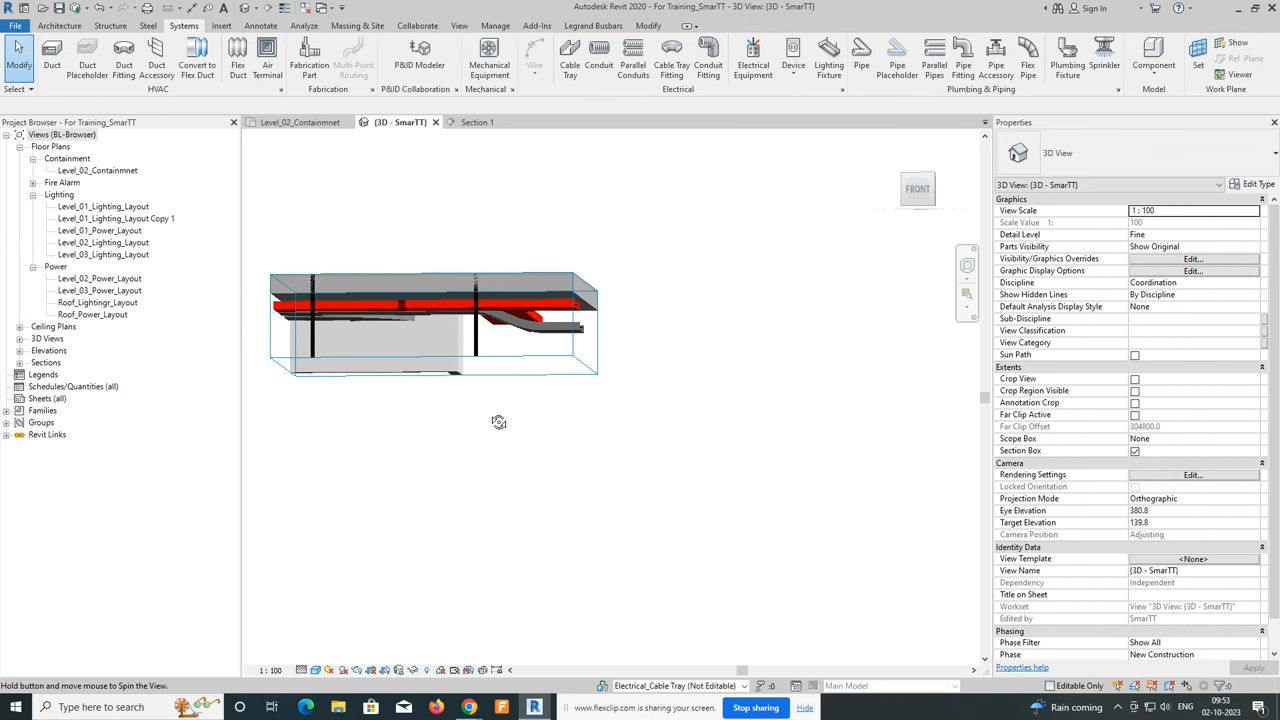 Autodesk Revit 2020 - For Training_SmarTT - 3D View: {3D - SmarTT}
Sign In
File Architecture Structure Steel Systems Insert Annotate Analyze Massing & Site Collaborate View Manage Add-Ins Legrand Busbars Modify
Modify Duct Duct Placeholder Duct Fitting Duct Accessory Convert to Flex Duct Flex Duct Air Terminal Fabrication Part Multi-Point Routing P&ID Modeler Mechanical Equipment Wire Cable Tray Conduit Parallel Conduits Cable Tray Fitting Conduit Fitting Electrical Equipment Device Lighting Fixture Pipe Pipe Placeholder Parallel Pipes Pipe Fitting Pipe Accessory Flex Pipe Plumbing Fixture Sprinkler Component Set Show Ref Plane Viewer
Select HVAC Fabrication P&ID Collaboration Mechanical Electrical Plumbing & Piping Model Work Plane
Project Browser - For Training_SmarTT
Views (BL-Browser)
Floor Plans
Containment
Level_02_Containmnet
Fire Alarm
Lighting
Level_01_Lighting_Layout
Level_01_Lighting_Layout Copy 1
Level_01_Power_Layout
Level_02_Lighting_Layout
Level_03_Lighting_Layout
Power
Level_02_Power_Layout
Level_03_Power_Layout
Roof_Lightingr_Layout
Roof_Power_Layout
Ceiling Plans
3D Views
Elevations
Sections
Legends
Schedules/Quantities (all)
Sheets (all)
Families
Groups
Revit Links
Level_02_Containmnet {3D - SmarTT} Section 1
FRONT
Properties
3D View
3D View: {3D - SmarTT} Edit Type
Graphics
View Scale 1 : 100
Scale Value 1: 100
Detail Level Fine
Parts Visibility Show Original
Visibility/Graphics Overrides Edit...
Graphic Display Options Edit...
Discipline Coordination
Show Hidden Lines By Discipline
Default Analysis Display Style None
Sub-Discipline
View Classification
View Category
Sun Path
Extents
Crop View
Crop Region Visible
Annotation Crop
Far Clip Active
Far Clip Offset 304800.0
Scope Box None
Section Box
Camera
Rendering Settings Edit...
Locked Orientation
Projection Mode Orthographic
Eye Elevation 380.8
Target Elevation 139.8
Camera Position Adjusting
Identity Data
View Template <None>
View Name {3D - SmarTT}
Dependency Independent
Title on Sheet
Workset View "3D View: {3D - SmarTT}"
Edited by SmarTT
Phasing
Phase Filter Show All
Phase New Construction
Properties help Apply
1 : 100
Hold button and move mouse to Spin the View.
Electrical_Cable Tray (Not Editable) :0 Main Model Editable Only :0
Type here to search
www.flexclip.com is sharing your screen. Stop sharing Hide
Rain coming
09:53
02-10-2023